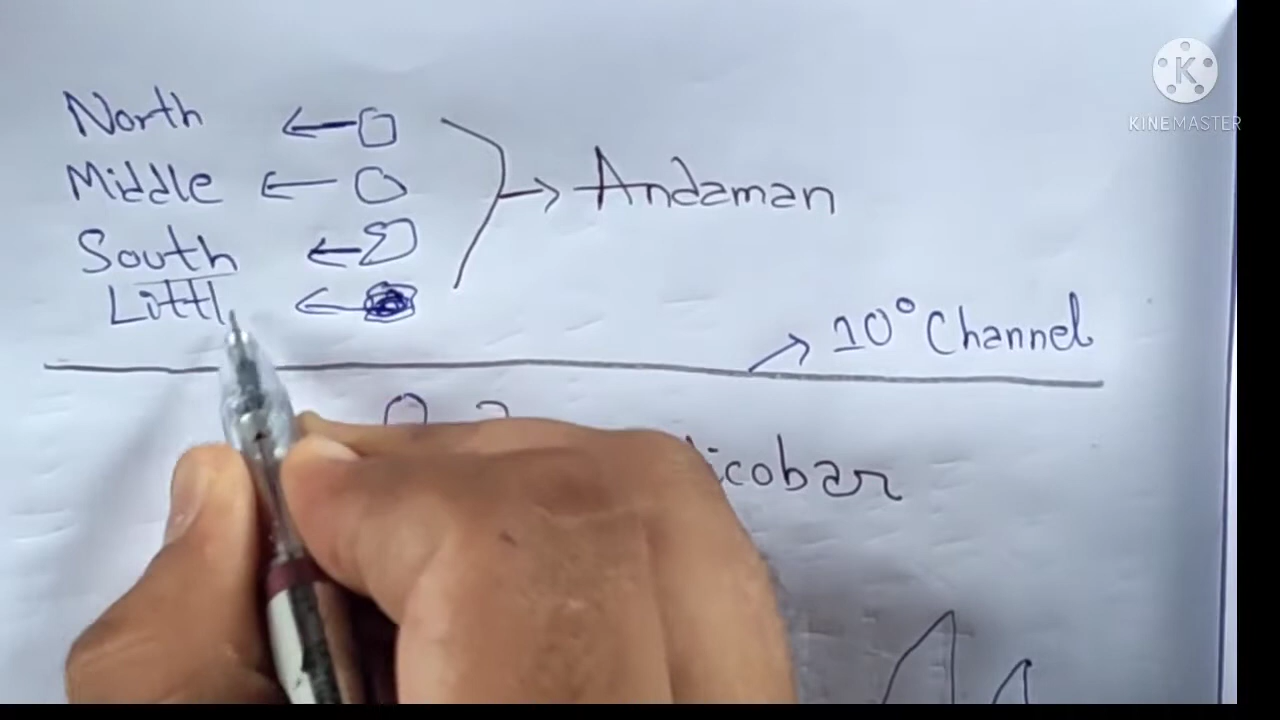 North
Middle
South
Littl
Andaman
10° Channel
icobar
KINEMASTER